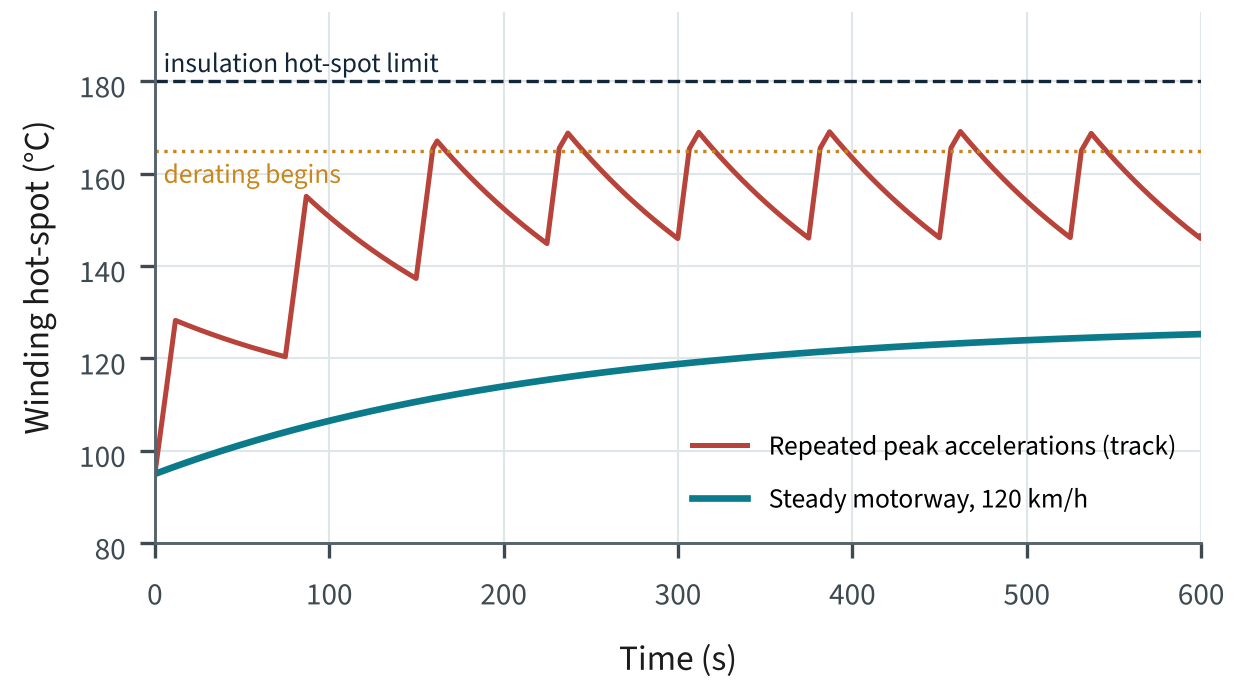 insulation hot-spot limit
derating begins
Winding hot-spot (°C)
180
160
140
120
100
80
Repeated peak accelerations (track)
Steady motorway, 120 km/h
0 100 200 300 400 500 600
Time (s)